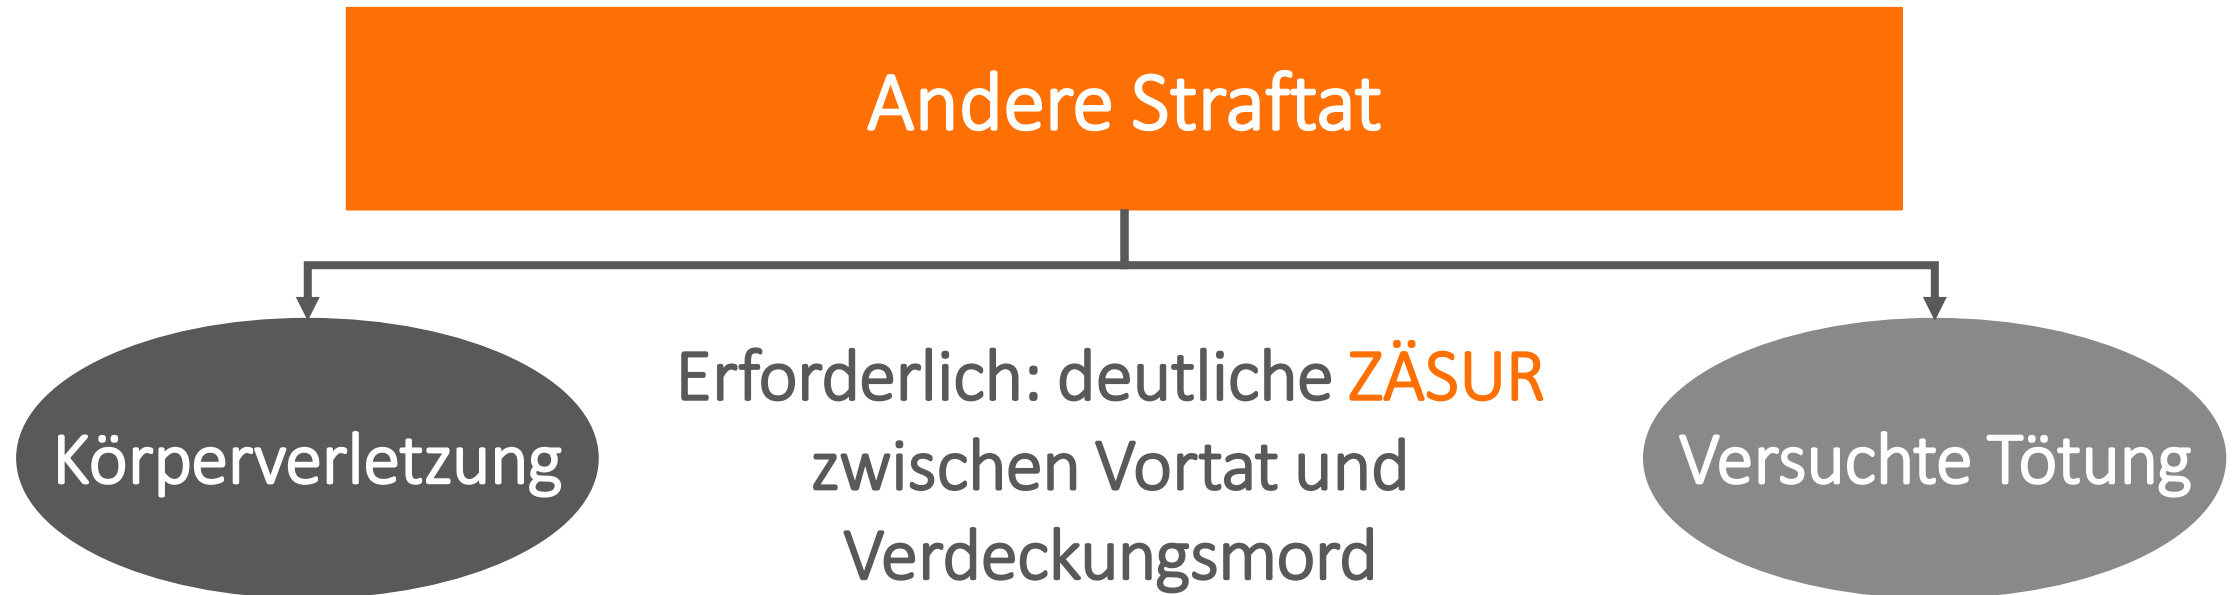 Andere Straftat
Körperverletzung
Erforderlich: deutliche ZÄSUR
zwischen Vortat und
Verdeckungsmord
Versuchte Tötung